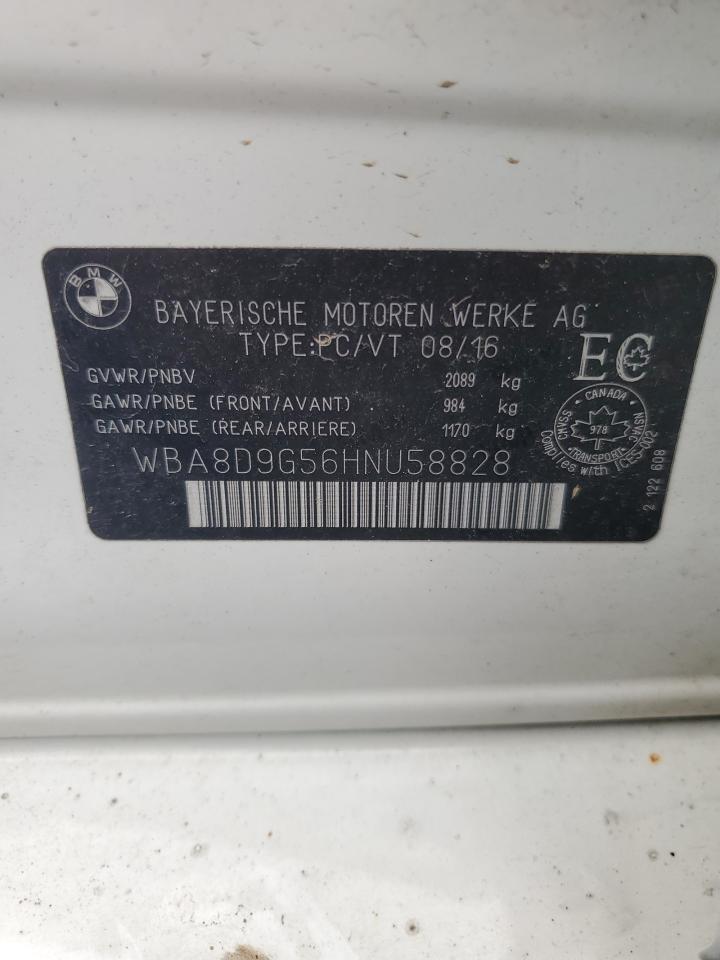 BMW
BAYERISCHE MOTOREN WERKE AG
TYPE:PC/VT 08/16
GVWR/PNBV 2089 kg
GAWR/PNBE (FRONT/AVANT) 984 kg
GAWR/PNBE (REAR/ARRIERE) 1170 kg
WBA8D9G56HNU58828
EC
CANADA
CMVSS
NSVAC
978
TRANSPORT
Complies with ICES-002
2 122 608